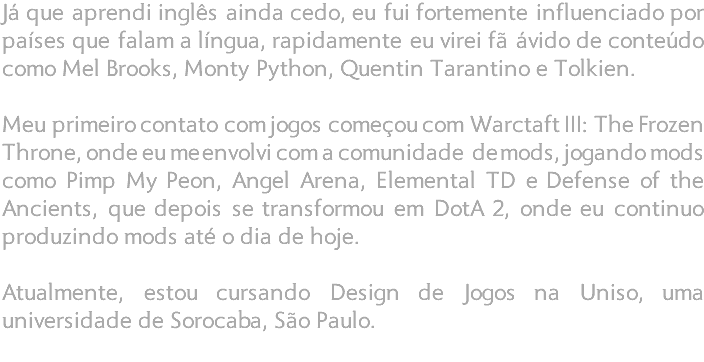 Já que aprendi inglês ainda cedo, eu fui fortemente influenciado por
países que falam a língua, rapidamente eu virei fã ávido de conteúdo
como Mel Brooks, Monty Python, Quentin Tarantino e Tolkien.
Meu primeiro contato com jogos começou com Warctaft III: The Frozen
Throne, onde eu me envolvi com a comunidade de mods, jogando mods
como Pimp My Peon, Angel Arena, Elemental TD e Defense of the
Ancients, que depois se transformou em DotA 2, onde eu continuo
produzindo mods até o dia de hoje.
Atualmente, estou cursando Design de Jogos na Uniso, uma
universidade de Sorocaba, São Paulo.